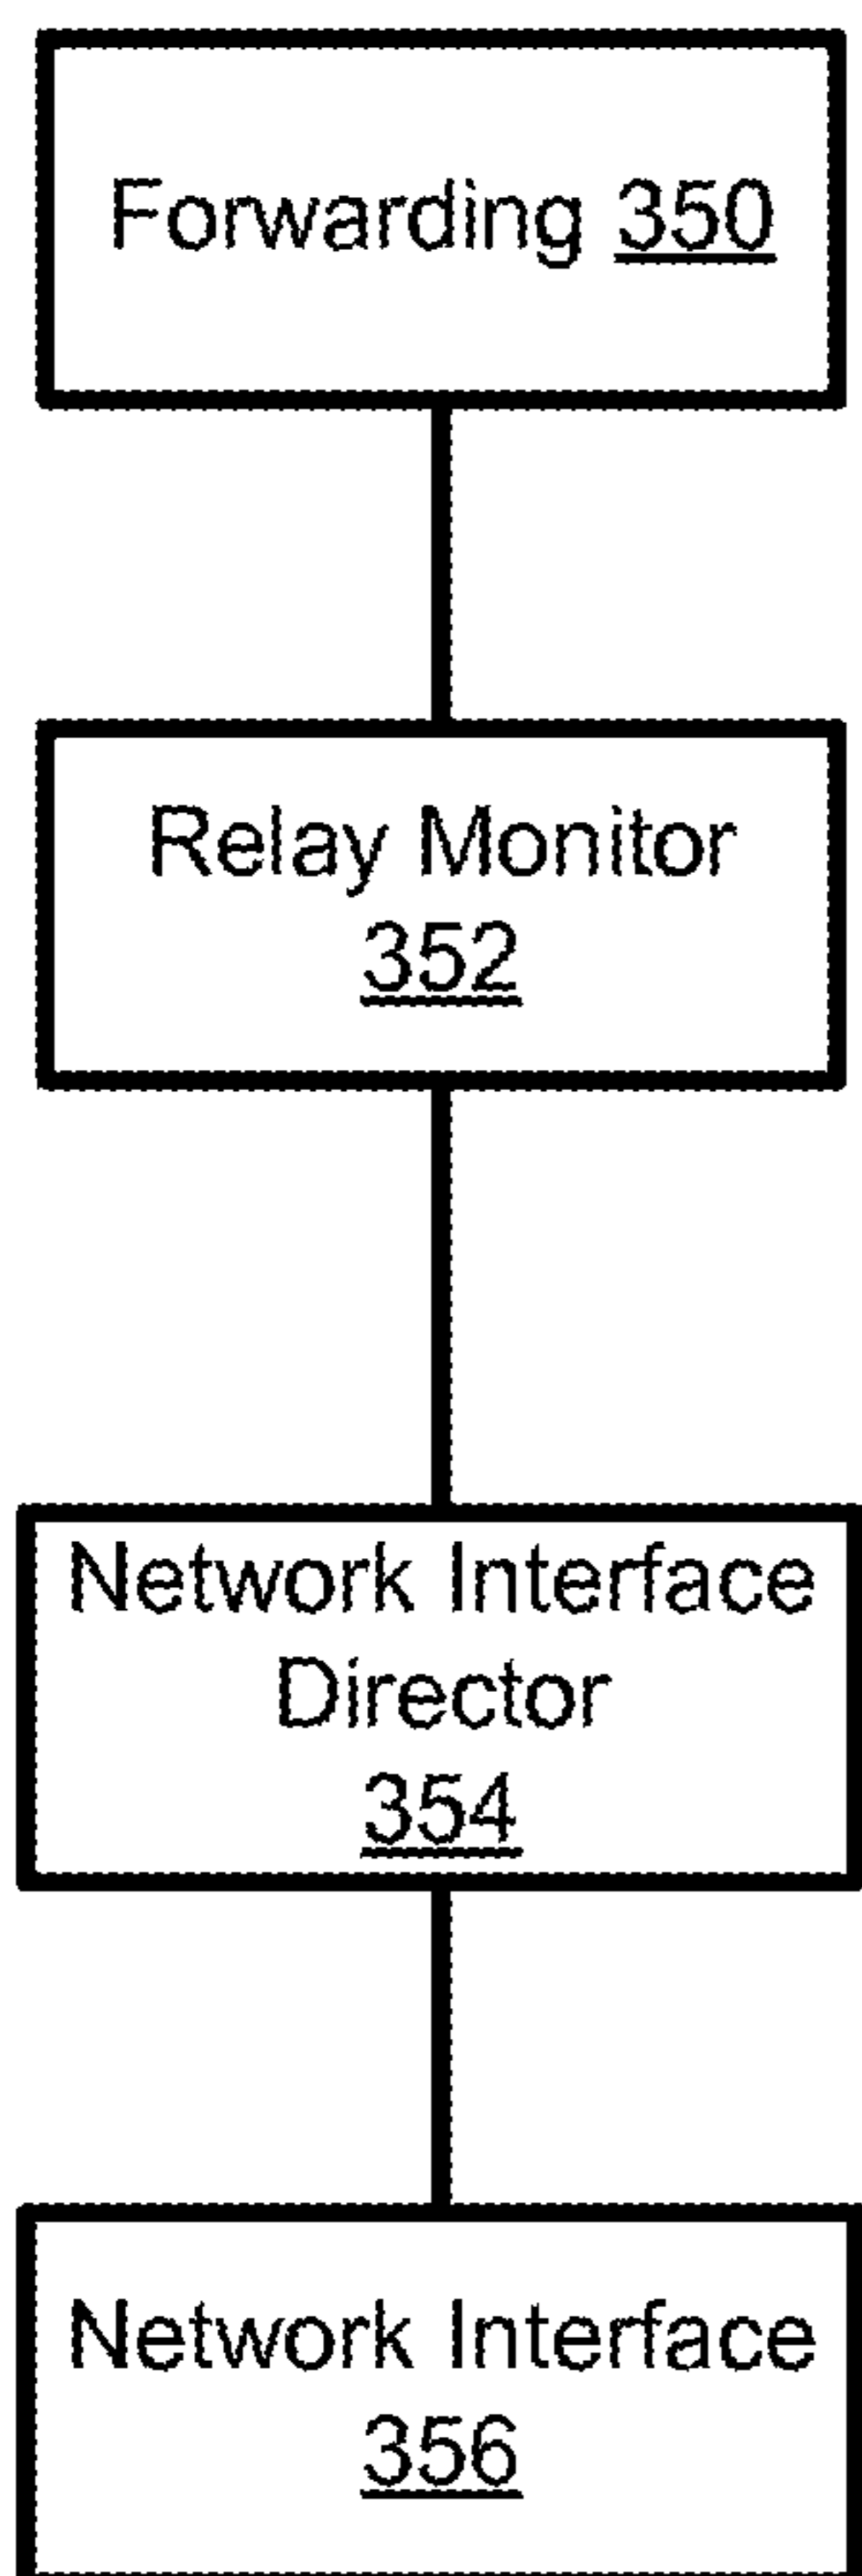 Forwarding 350
Relay Monitor
352
Network Interface
Director
354
Network Interface
356